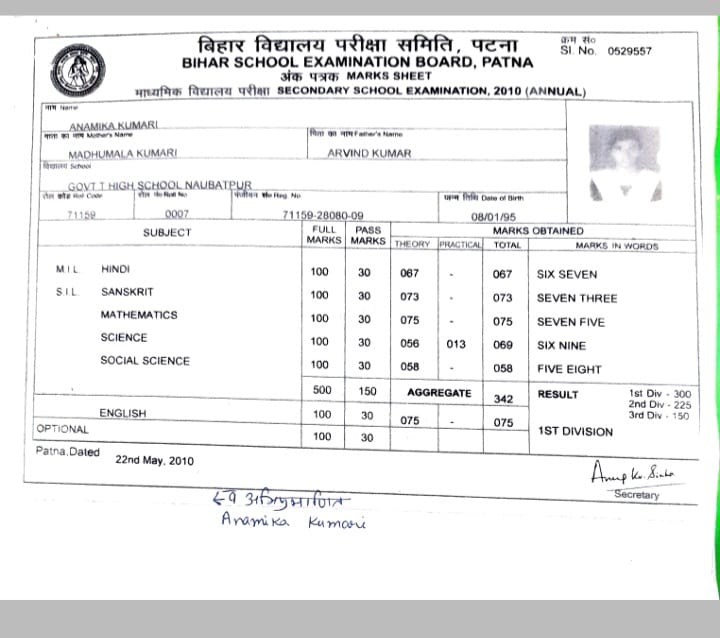 बिहार विद्यालय परीक्षा समिति, पटना
क्रम सं०
Sl. No. 0529557
BIHAR SCHOOL EXAMINATION BOARD, PATNA
अंक पत्रक MARKS SHEET
माध्यमिक विद्यालय परीक्षा SECONDARY SCHOOL EXAMINATION, 2010 (ANNUAL)
नाम Name
ANAMIKA KUMARI
माता का नाम Mother's Name पिता का नाम Father's Name
MADHUMALA KUMARI ARVIND KUMAR
विद्यालय School
GOVT T HIGH SCHOOL NAUBATPUR
रौल कोड Roll Code रौल No Roll No पंजीयन सं० Reg. No जन्म तिथि Date of Birth
71159 0007 71159-28080-09 08/01/95
SUBJECT FULL MARKS PASS MARKS MARKS OBTAINED
THEORY PRACTICAL TOTAL MARKS IN WORDS
M.I.L. HINDI 100 30 067 - 067 SIX SEVEN
S.I.L. SANSKRIT 100 30 073 - 073 SEVEN THREE
MATHEMATICS 100 30 075 - 075 SEVEN FIVE
SCIENCE 100 30 056 013 069 SIX NINE
SOCIAL SCIENCE 100 30 058 - 058 FIVE EIGHT
500 150 AGGREGATE 342 RESULT 1st Div - 300
2nd Div - 225
3rd Div - 150
ENGLISH 100 30 075 - 075
1ST DIVISION
OPTIONAL 100 30
Patna,Dated 22nd May, 2010
Anup Kr. Sinha
Secretary
स्व अभिप्रमाणित
Anamika Kumari